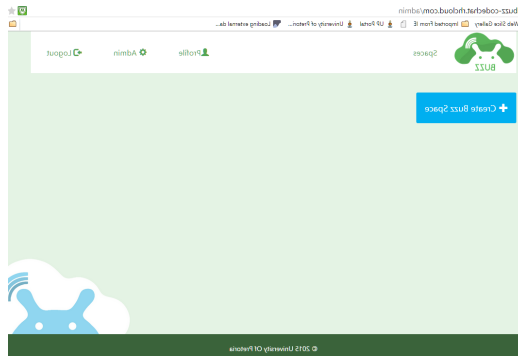 buzz-codechat.rhcloud.com/admin
Web Slice Gallery Imported From IE UP Portal University of Pretori... Loading external da...
BUZZ Spaces Profile Admin Logout
+ Create Buzz Space
© 2015 University Of Pretoria